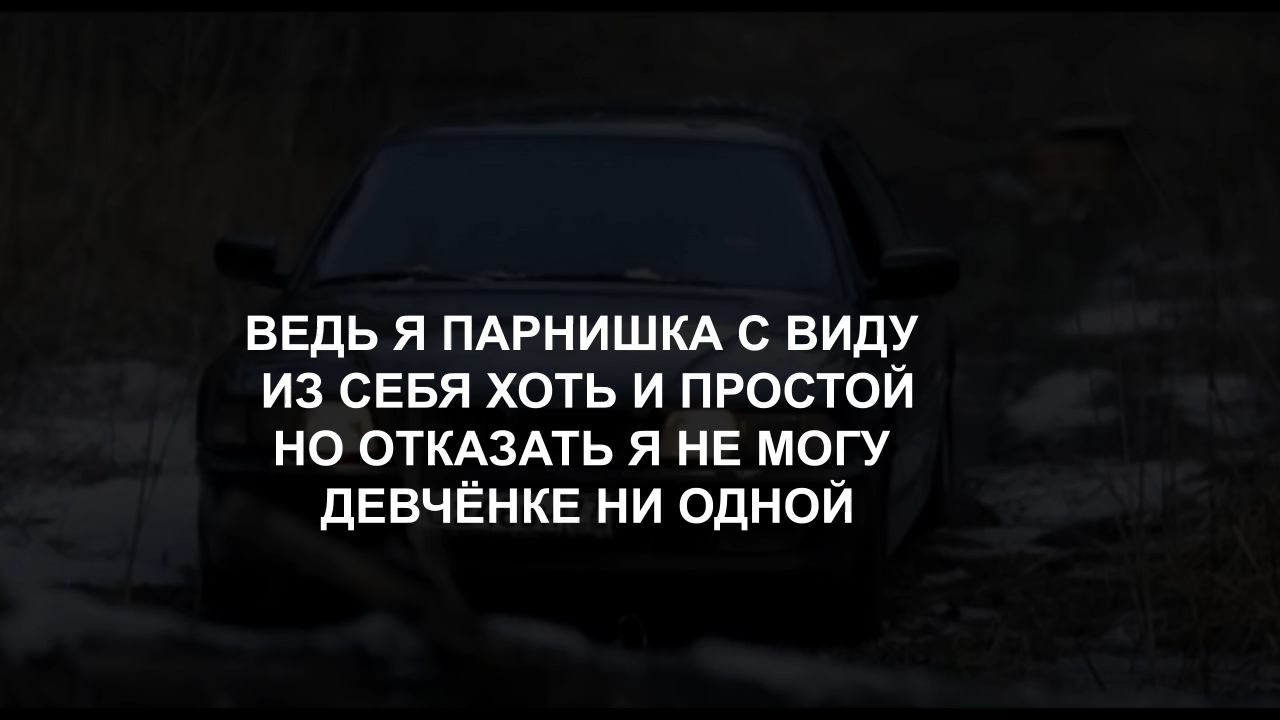 ВЕДЬ Я ПАРНИШКА С ВИДУ
ИЗ СЕБЯ ХОТЬ И ПРОСТОЙ
НО ОТКАЗАТЬ Я НЕ МОГУ
ДЕВЧЁНКЕ НИ ОДНОЙ